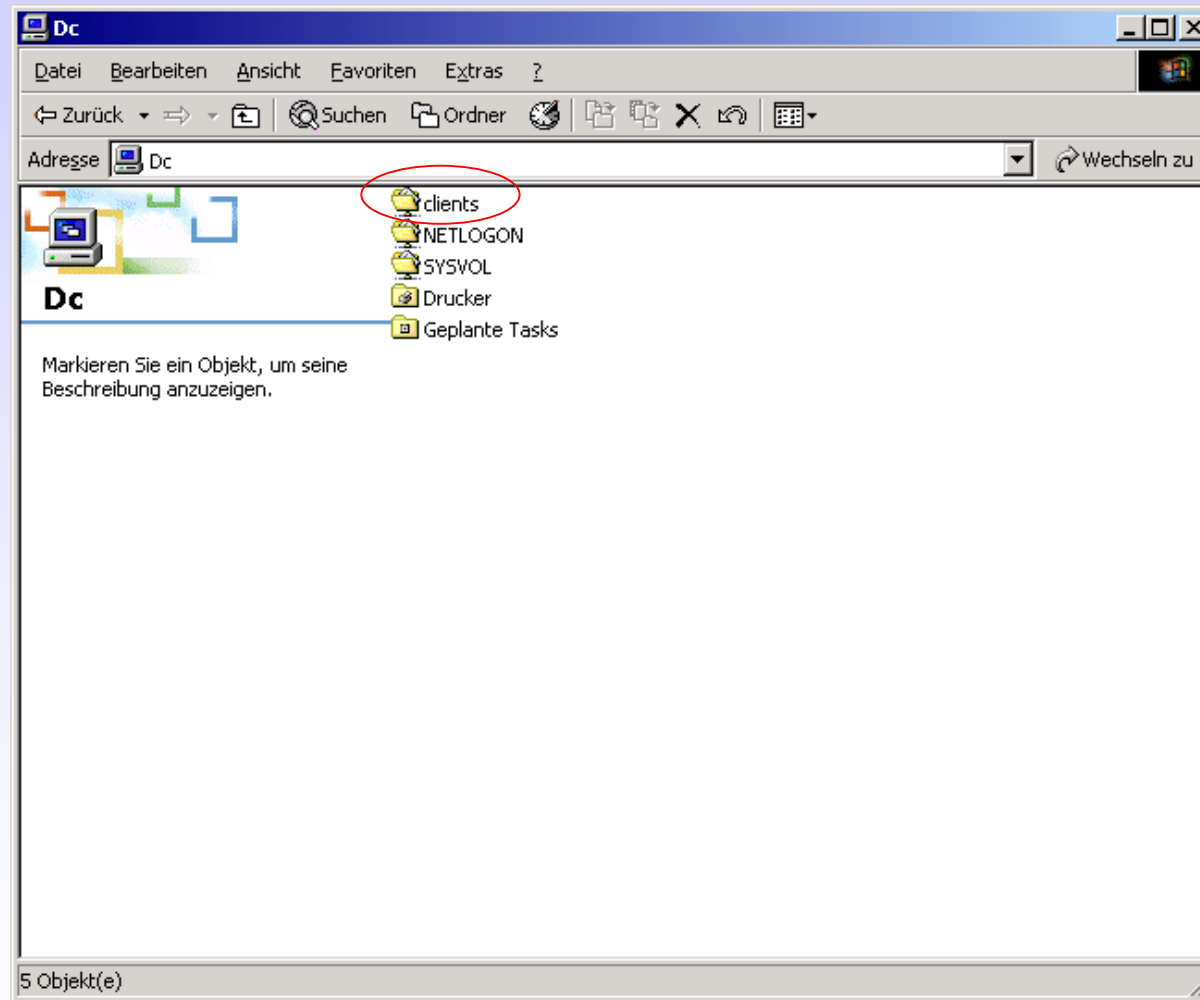 Dc
Datei Bearbeiten Ansicht Favoriten Extras ?
Zurück Suchen Ordner
Adresse Dc Wechseln zu
clients
NETLOGON
SYSVOL
Dc
Drucker
Geplante Tasks
Markieren Sie ein Objekt, um seine
Beschreibung anzuzeigen.
5 Objekt(e)